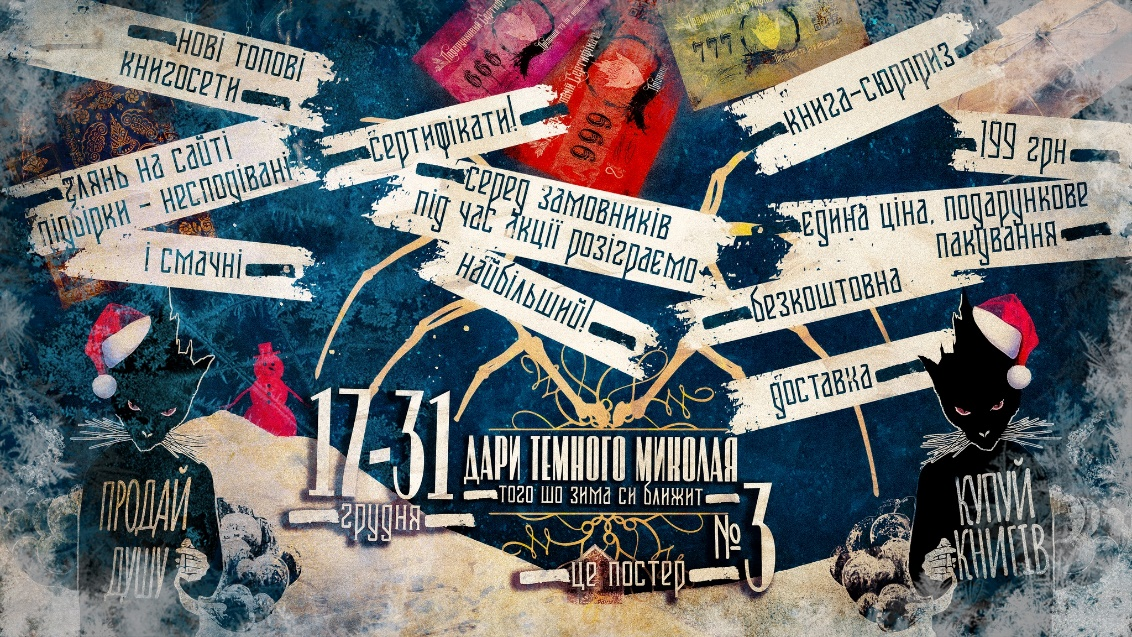 нові топові
книгосети
глянь на сайті
підбірки - несподівані
і смачні
666
999
777
сертифікати!
серед замовників
під час акції розіграємо
найбільший!
книга-сюрприз
199 грн
єдина ціна, подарункове
пакування
безкоштовна
доставка
17-31
грудня
ДАРИ ТЕМНОГО МИКОЛАЯ
того шо зима си ближит
№3
це постер
ПРОДАЙ
ДУШУ
КУПУЙ
КНИГІВ